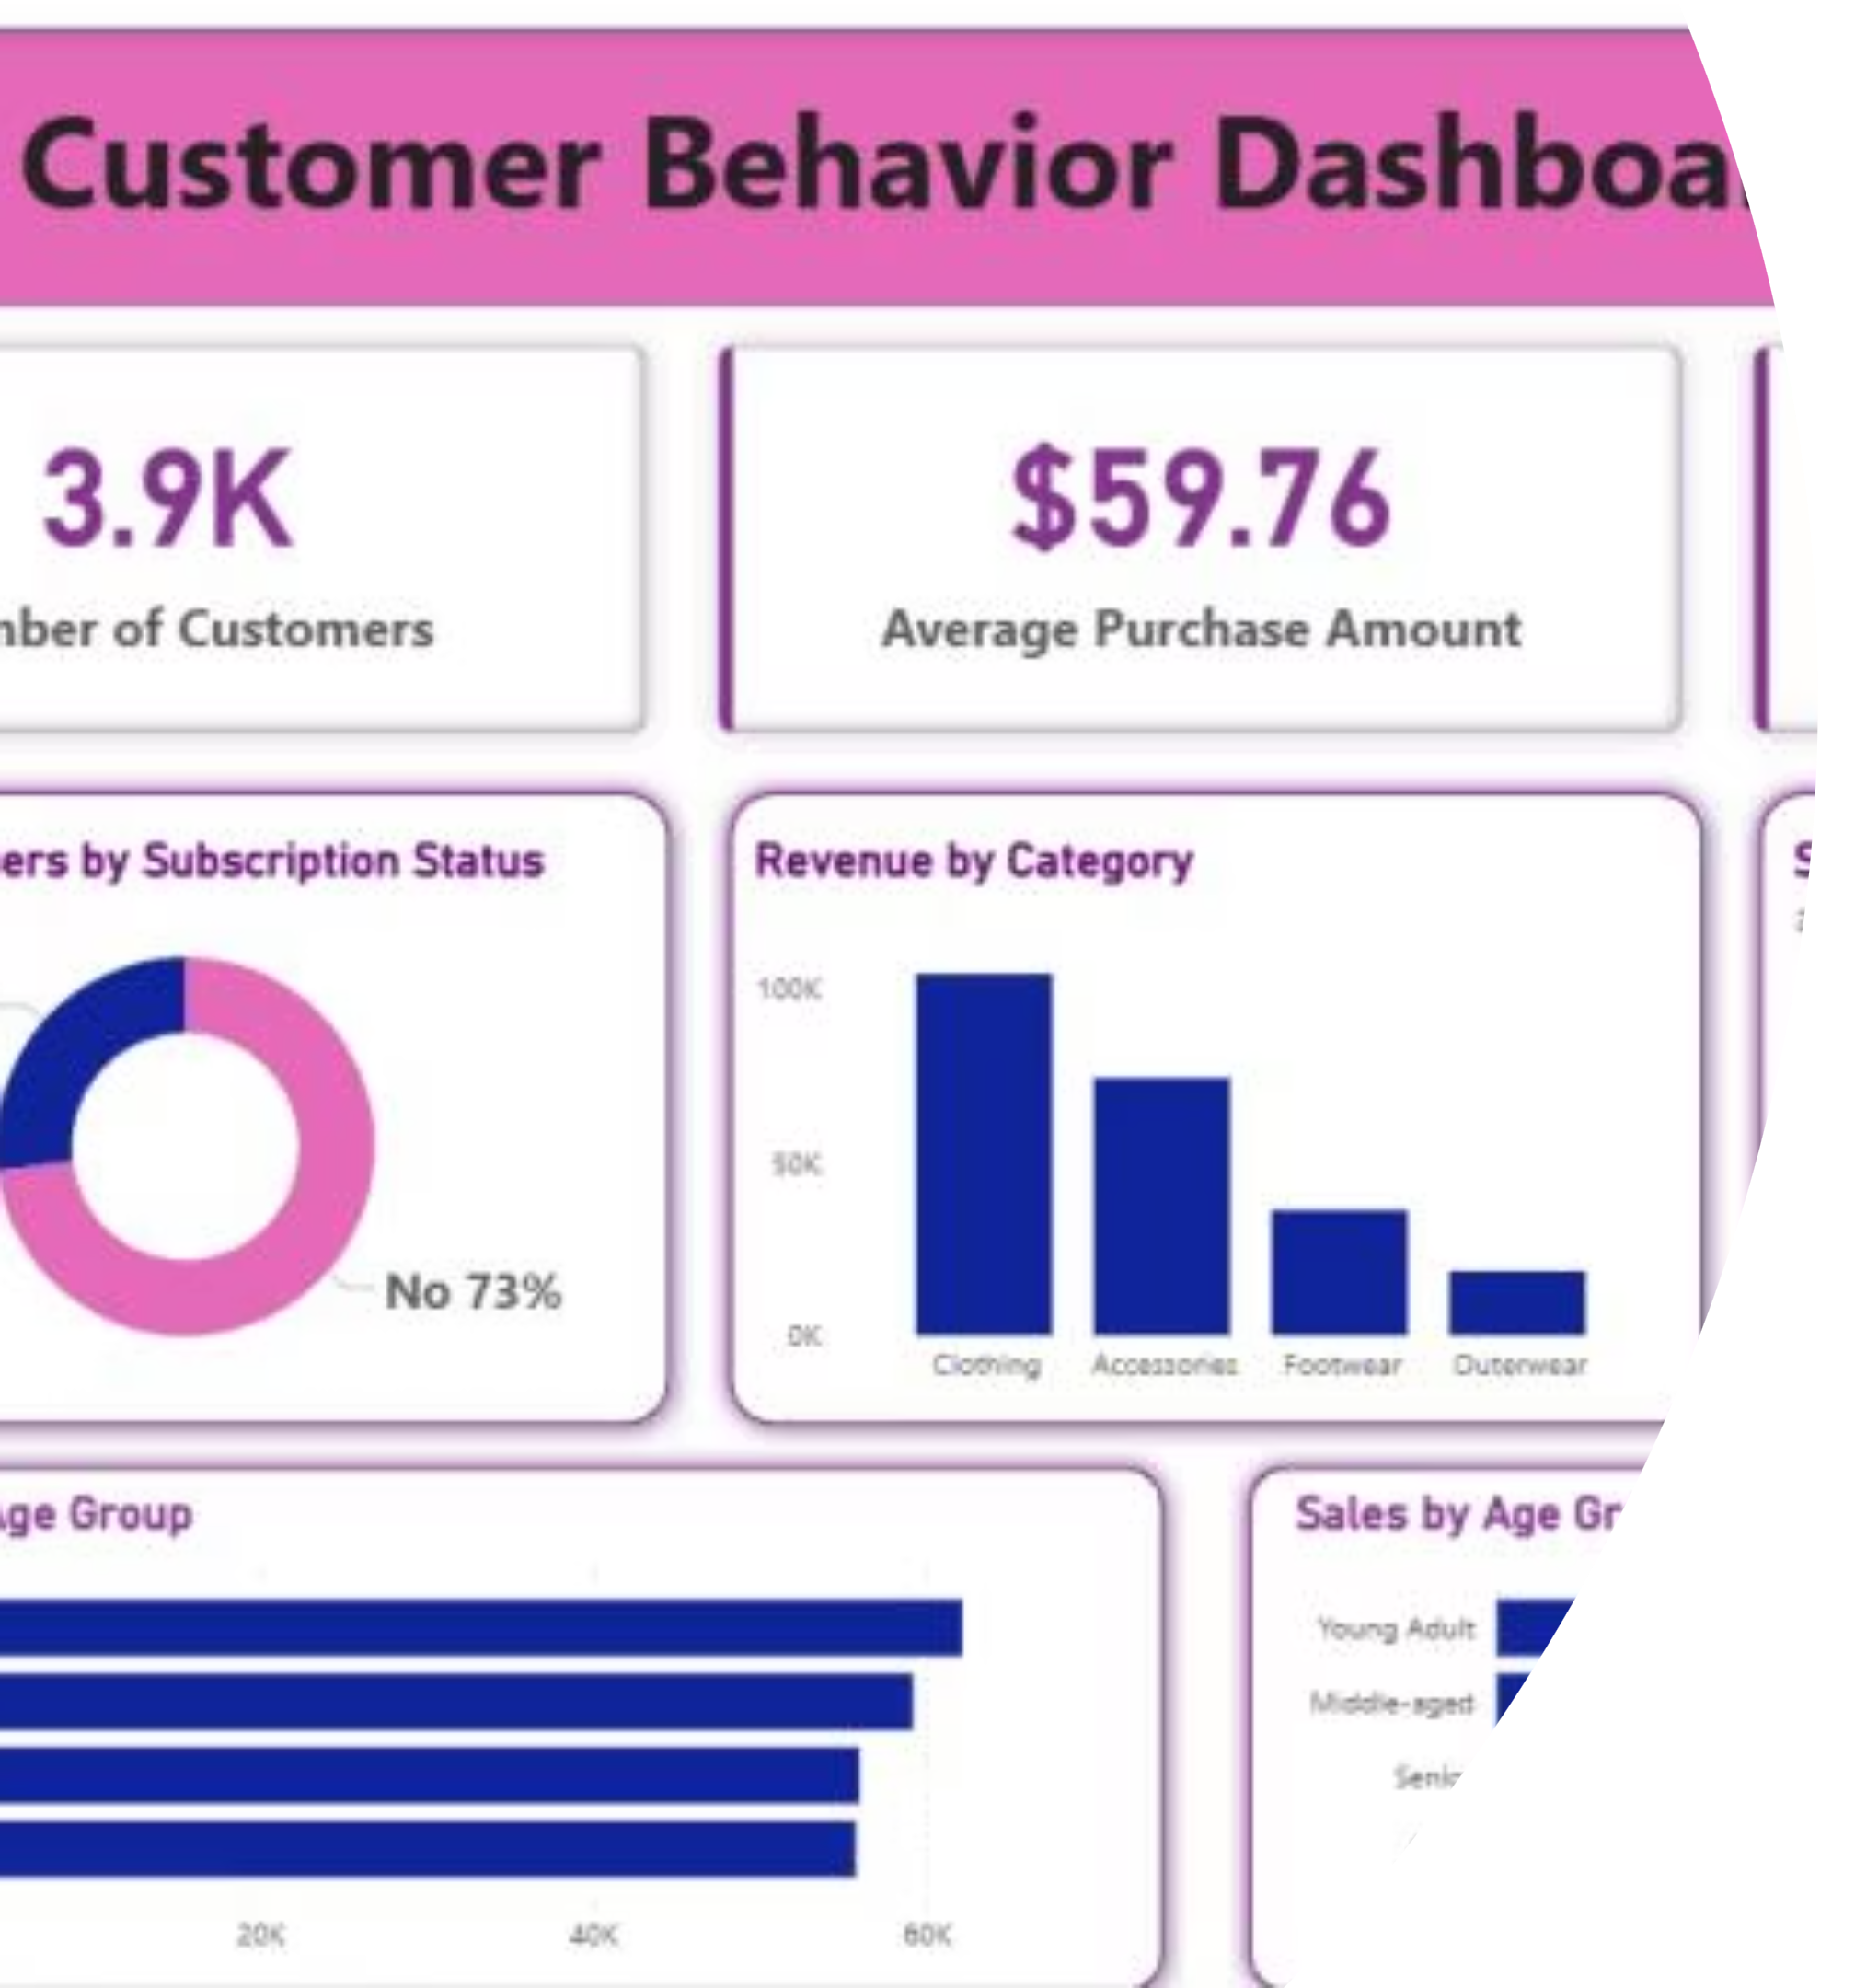 Customer Behavior Dashboa
3.9K
$59.76
nber of Customers
Average Purchase Amount
ers by Subscription Status
No 73%
Revenue by Category
100K
50K
0K
Clothing Accessories Footwear Outerwear
Age Group
20K 40K 60K
Sales by Age Gr
Young Adult
Middle-aged